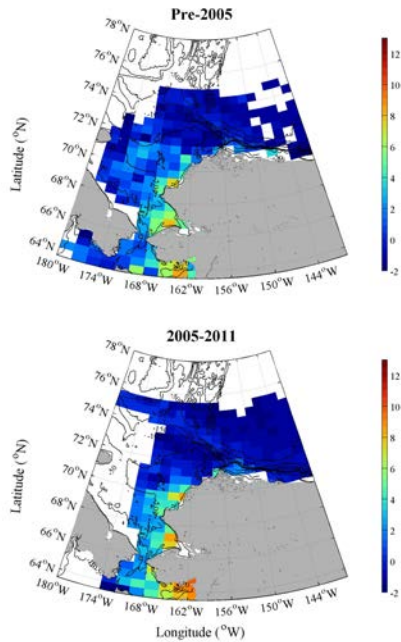 Pre-2005
78°N
76°N
74°N
72°N
70°N
68°N
66°N
64°N
Latitude (°N)
180°W
174°W
168°W
162°W
156°W
150°W
144°W
12
10
8
6
4
2
0
-2
2005-2011
78°N
76°N
74°N
72°N
70°N
68°N
66°N
64°N
Latitude (°N)
180°W
174°W
168°W
162°W
156°W
150°W
144°W
Longitude (°W)
12
10
8
6
4
2
0
-2